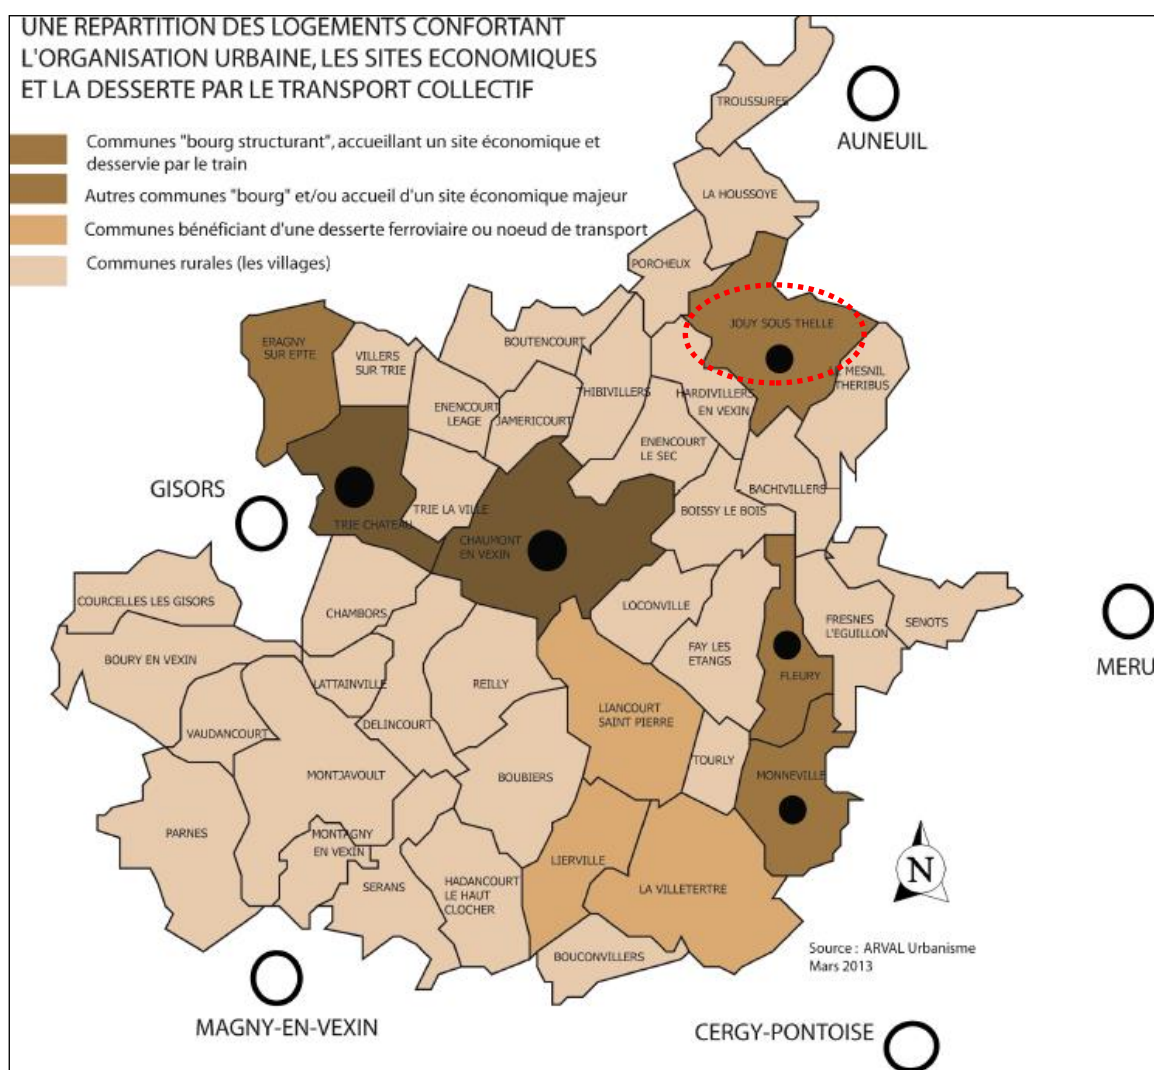 UNE REPARTITION DES LOGEMENTS CONFORTANT
L'ORGANISATION URBAINE, LES SITES ECONOMIQUES
ET LA DESSERTE PAR LE TRANSPORT COLLECTIF
Communes "bourg structurant", accueillant un site économique et
desservie par le train
Autres communes "bourg" et/ou accueil d'un site économique majeur
Communes bénéficiant d'une desserte ferroviaire ou noeud de transport
Communes rurales (les villages)
TROUSSURES
AUNEUIL
LA HOUSSOYE
PORCHEUX
JOUY SOUS THELLE
ERAGNY
SUR EPTE
VILLERS
SUR TRIE
BOUTENCOURT
LE MESNIL
THERIBUS
THIBIVILLERS
HARDIVILLERS
EN VEXIN
ENENCOURT
LEAGE
JAMERICOURT
ENENCOURT
LE SEC
GISORS
BACHIVILLERS
TRIE LA VILLE
BOISSY LE BOIS
TRIE CHATEAU
CHAUMONT
EN VEXIN
COURCELLES LES GISORS
CHAMBORS
LOCONVILLE
FRESNES
L'EGUILLON
SENOTS
FAY LES
ETANGS
BOURY EN VEXIN
MERU
LATTAINVILLE
REILLY
FLEURY
LIANCOURT
SAINT PIERRE
DELINCOURT
VAUDANCOURT
TOURLY
MONTJAVOULT
BOUBIERS
MONNEVILLE
PARNES
MONTAGNY
EN VEXIN
LIERVILLE
SERANS
HADANCOURT
LE HAUT
CLOCHER
LA VILLETERTRE
N
BOUCONVILLERS
Source : ARVAL Urbanisme
Mars 2013
MAGNY-EN-VEXIN
CERGY-PONTOISE